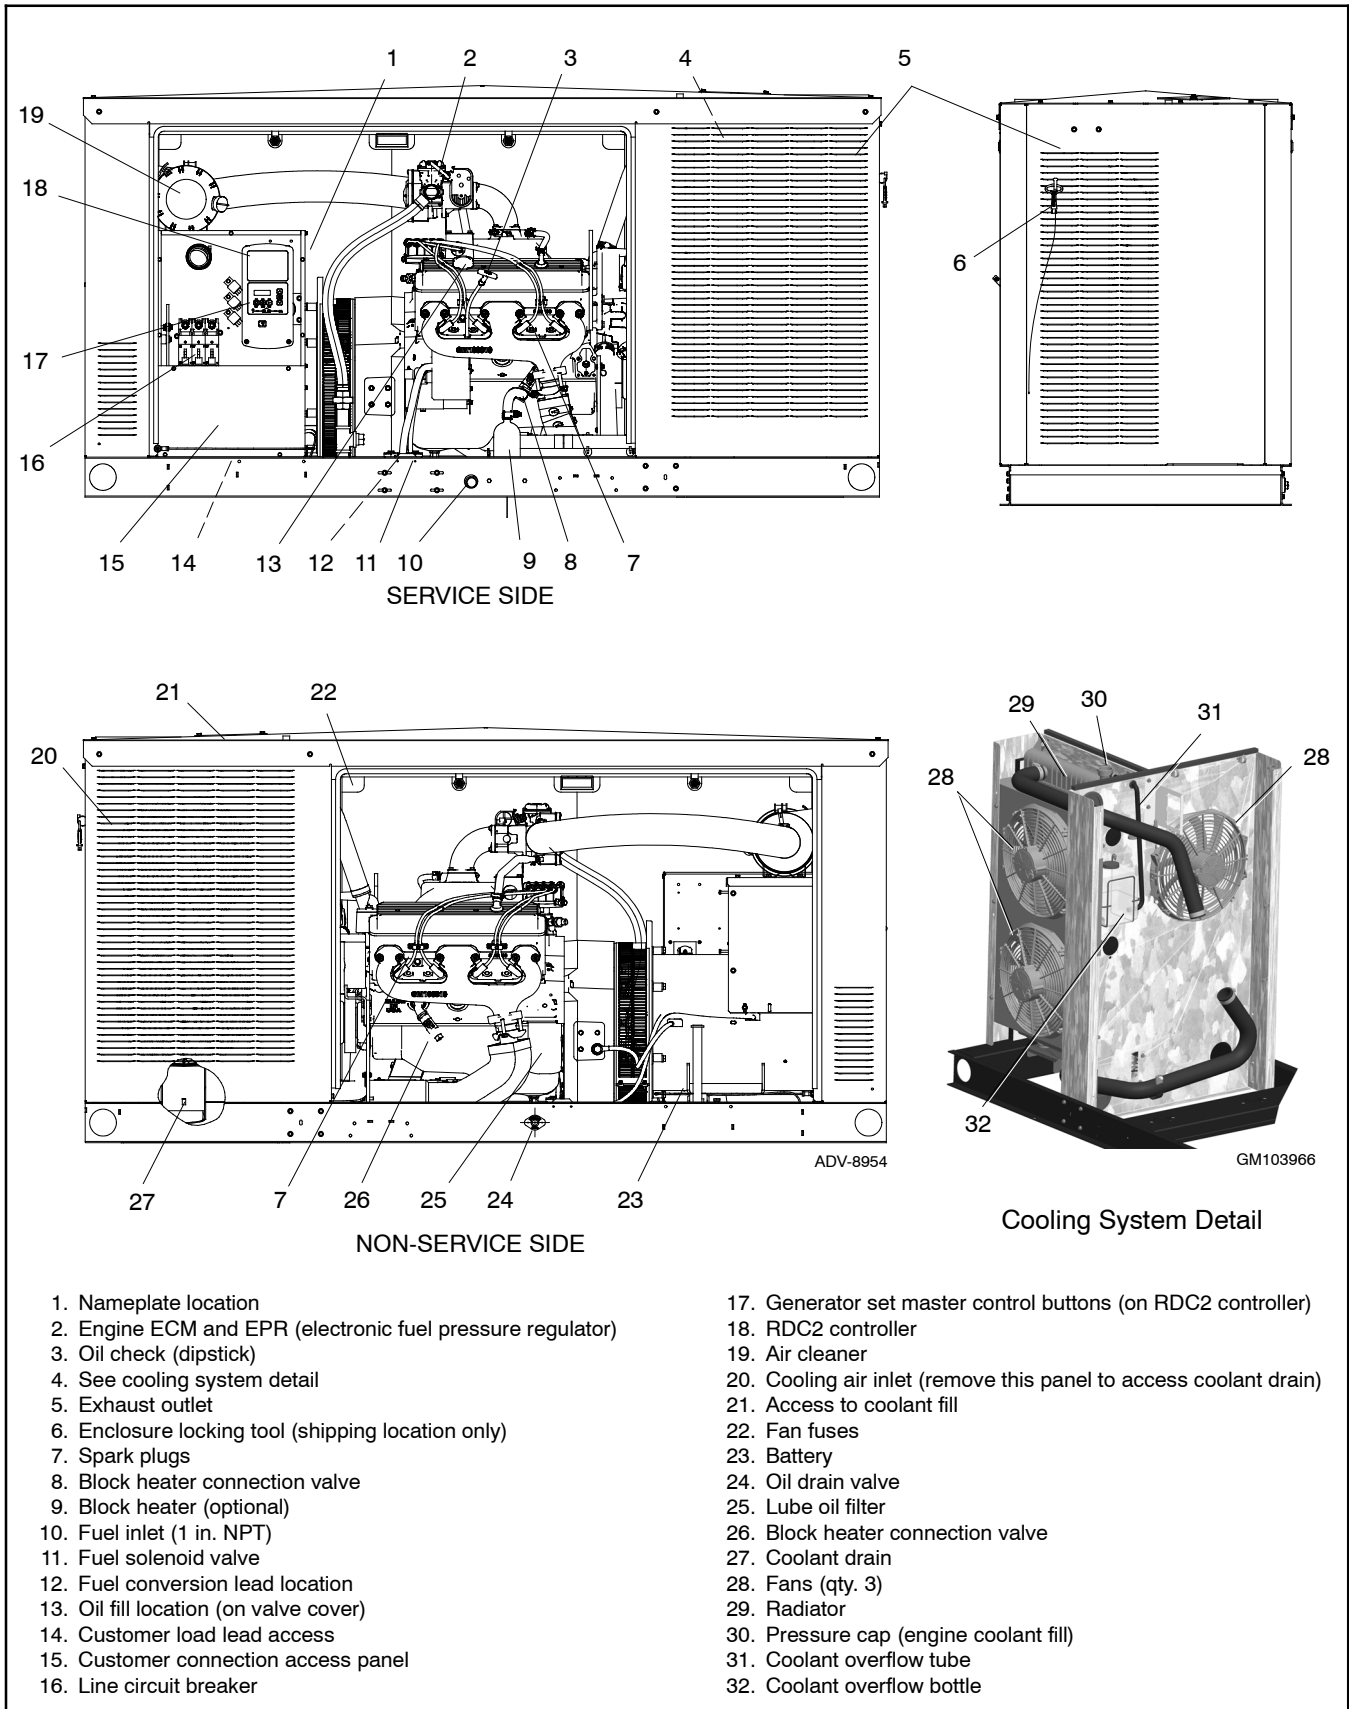 1
2
3
4
5
19
18
6
17
16
15
14
13
12
11
10
9
8
7
SERVICE SIDE
21
22
20
29
30
31
28
28
32
ADV-8954
GM103966
27
7
26
25
24
23
Cooling System Detail
NON-SERVICE SIDE
1. Nameplate location
2. Engine ECM and EPR (electronic fuel pressure regulator)
3. Oil check (dipstick)
4. See cooling system detail
5. Exhaust outlet
6. Enclosure locking tool (shipping location only)
7. Spark plugs
8. Block heater connection valve
9. Block heater (optional)
10. Fuel inlet (1 in. NPT)
11. Fuel solenoid valve
12. Fuel conversion lead location
13. Oil fill location (on valve cover)
14. Customer load lead access
15. Customer connection access panel
16. Line circuit breaker
17. Generator set master control buttons (on RDC2 controller)
18. RDC2 controller
19. Air cleaner
20. Cooling air inlet (remove this panel to access coolant drain)
21. Access to coolant fill
22. Fan fuses
23. Battery
24. Oil drain valve
25. Lube oil filter
26. Block heater connection valve
27. Coolant drain
28. Fans (qty. 3)
29. Radiator
30. Pressure cap (engine coolant fill)
31. Coolant overflow tube
32. Coolant overflow bottle